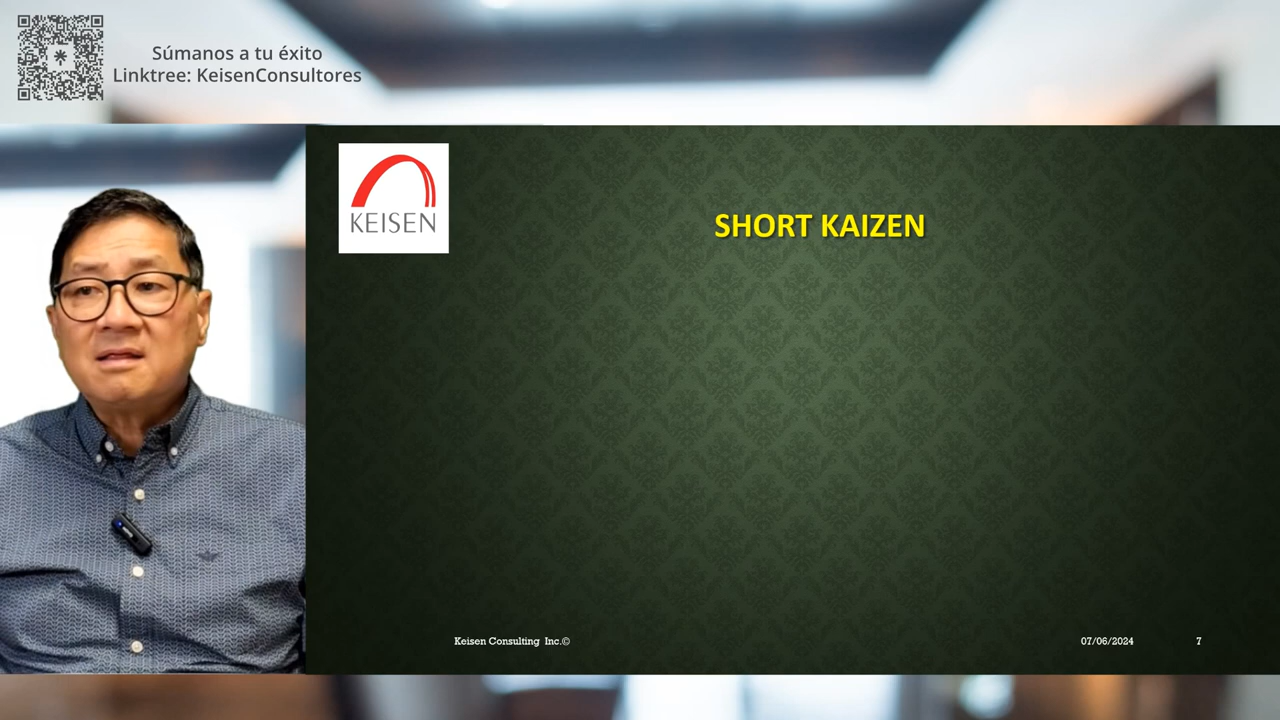 Súmanos a tu éxito
Linktree: KeisenConsultores
KEISEN
SHORT KAIZEN
Keisen Consulting Inc.©
07/06/2024
7